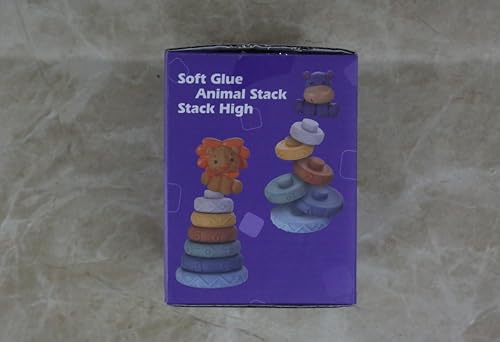 Soft Glue
Animal Stack
Stack High